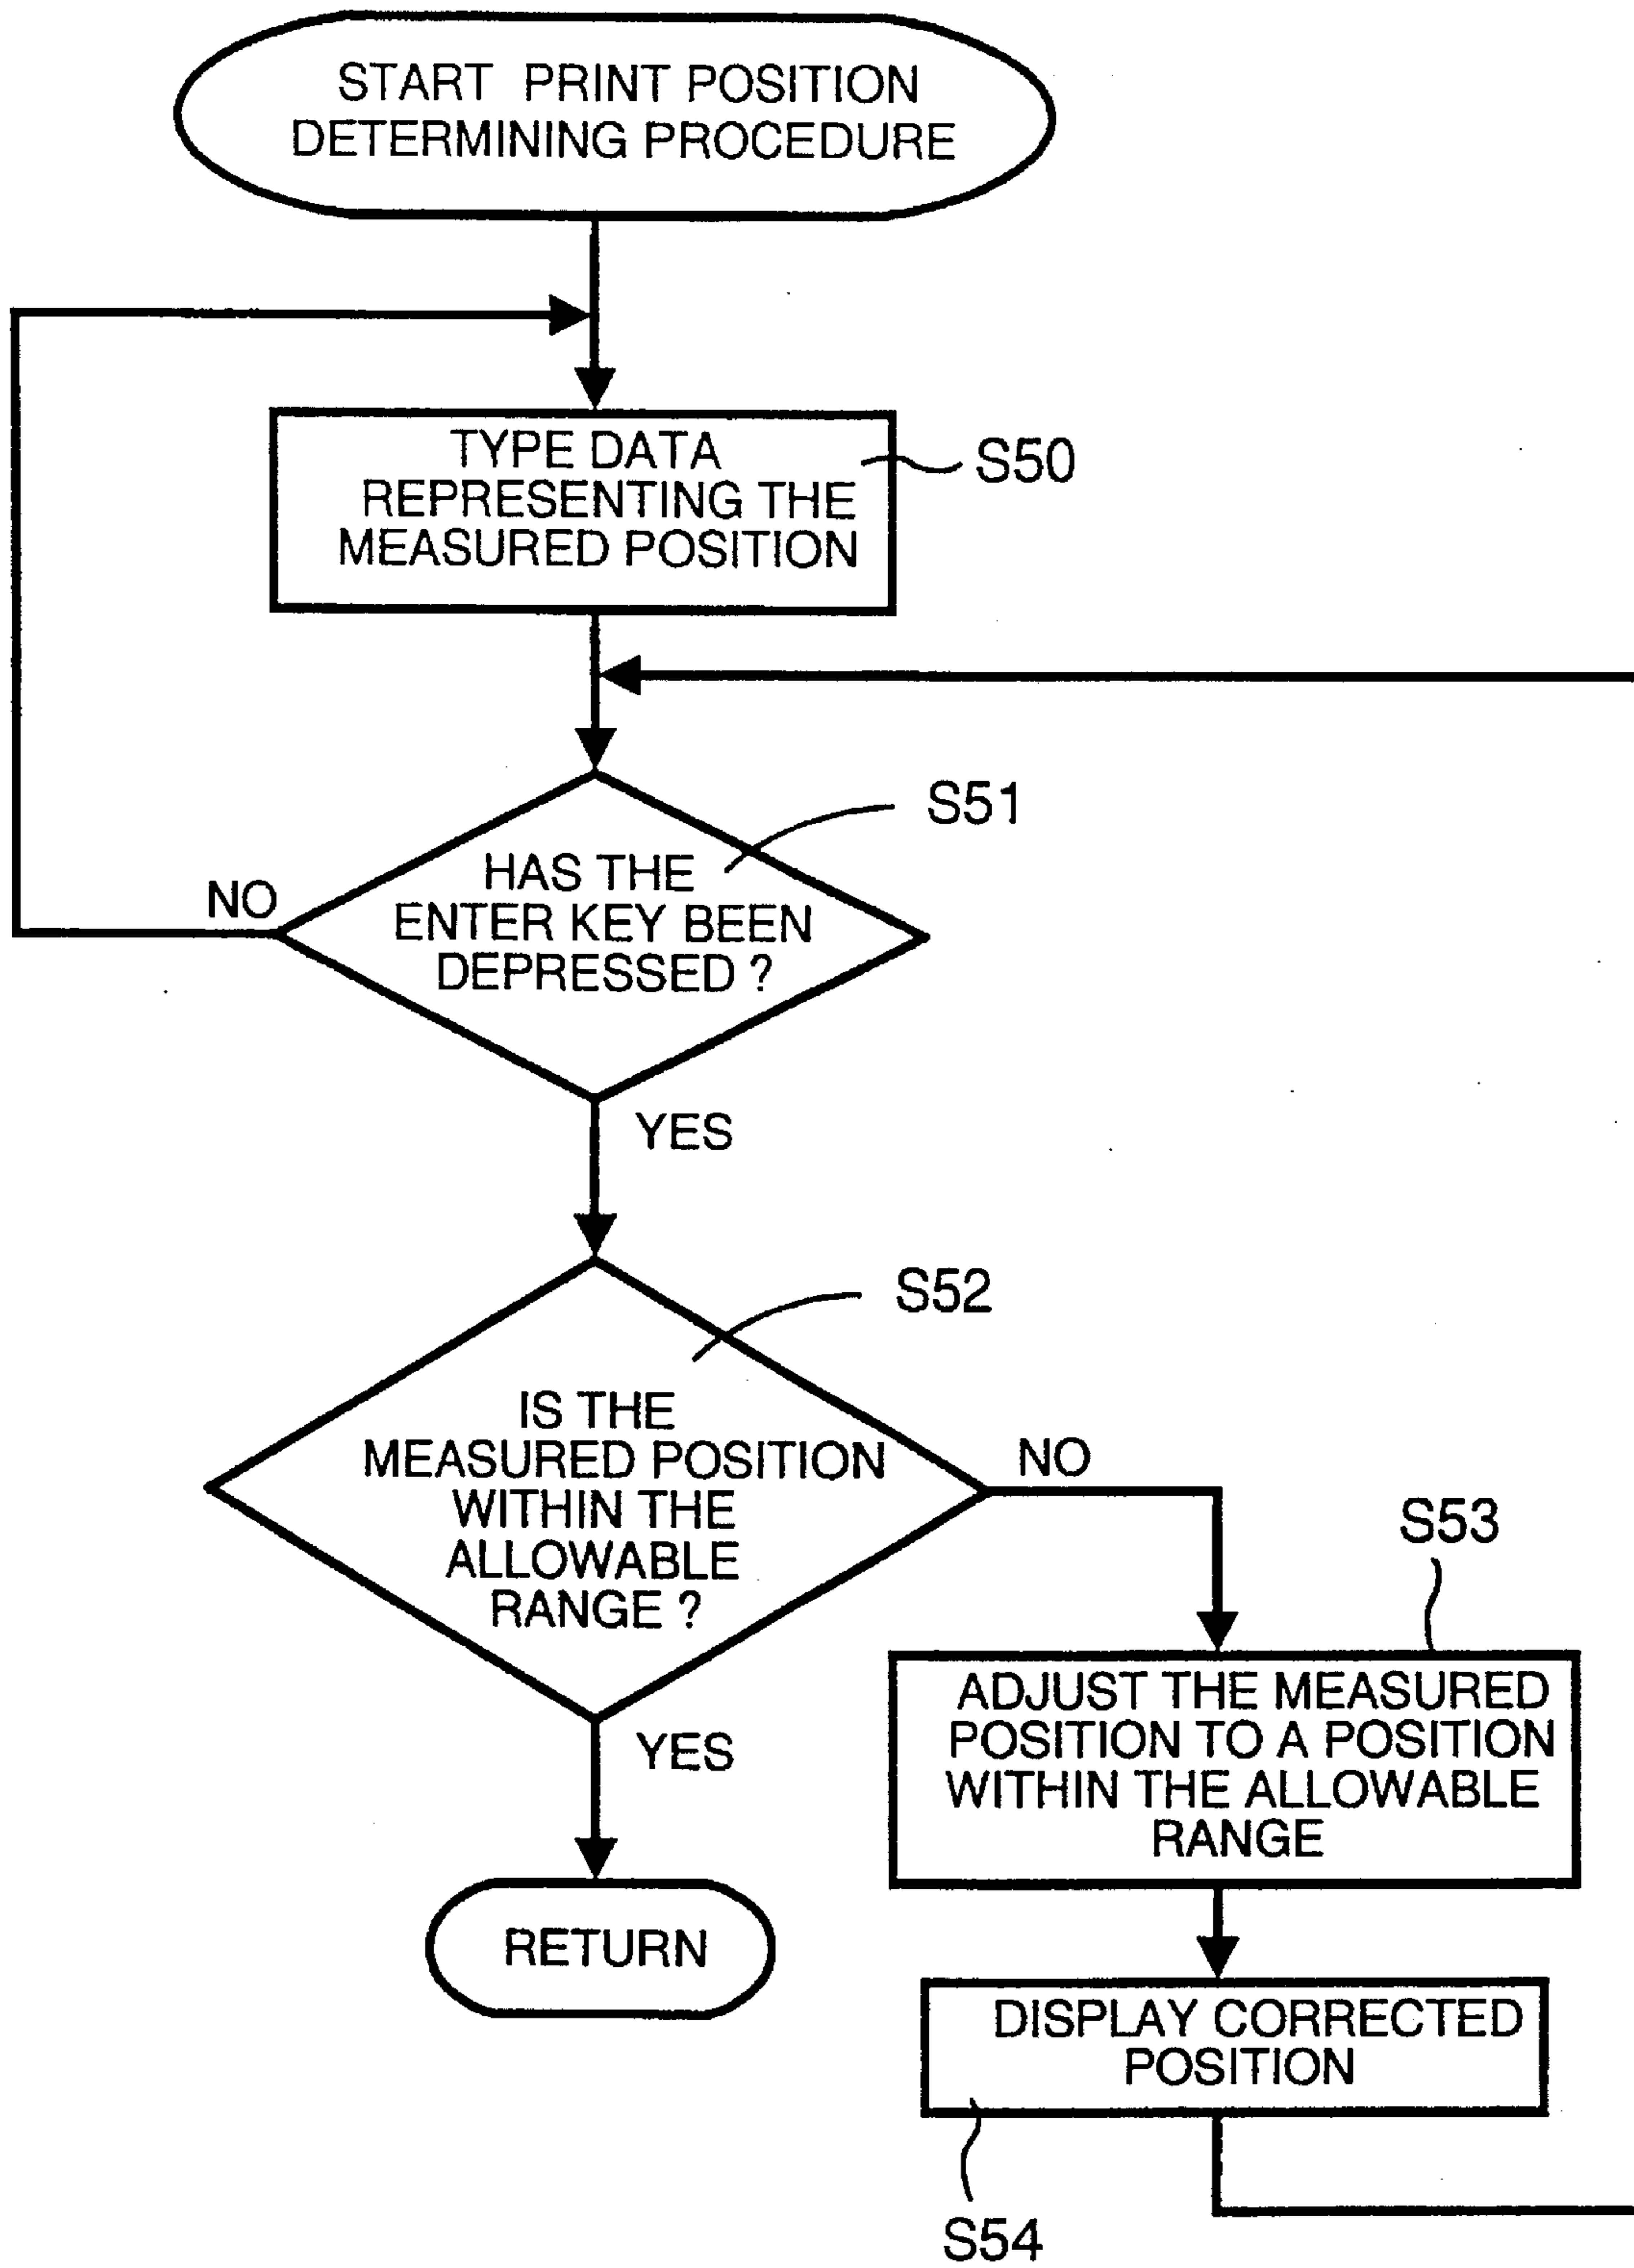 START PRINT POSITION
DETERMINING PROCEDURE
TYPE DATA
REPRESENTING THE
MEASURED POSITION
S50
S51
HAS THE
ENTER KEY BEEN
DEPRESSED ?
NO
YES
S52
IS THE
MEASURED POSITION
WITHIN THE
ALLOWABLE
RANGE ?
NO
YES
S53
ADJUST THE MEASURED
POSITION TO A POSITION
WITHIN THE ALLOWABLE
RANGE
RETURN
DISPLAY CORRECTED
POSITION
S54